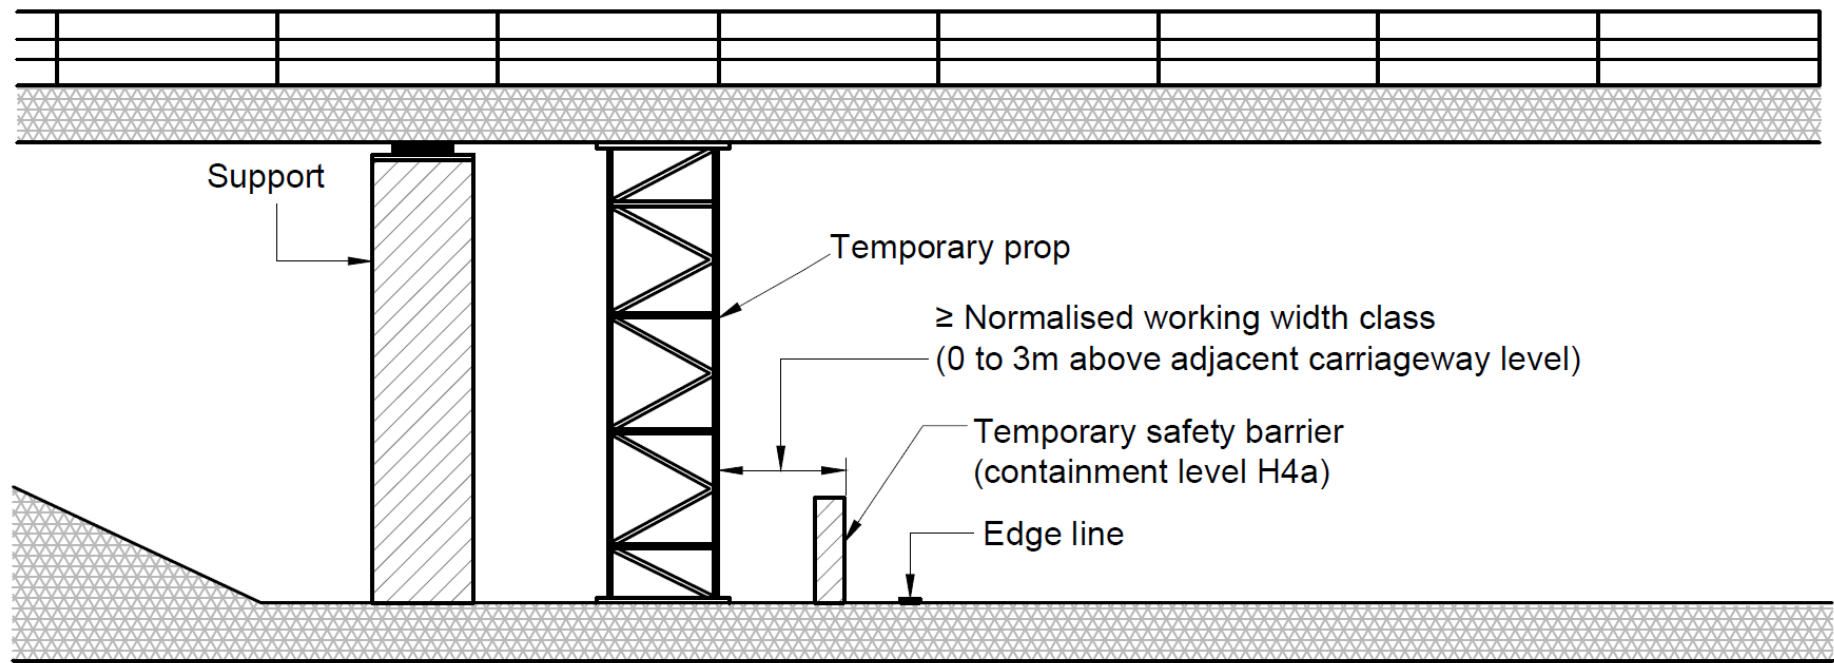 Support
Temporary prop
≥ Normalised working width class
(0 to 3m above adjacent carriageway level)
Temporary safety barrier
(containment level H4a)
Edge line